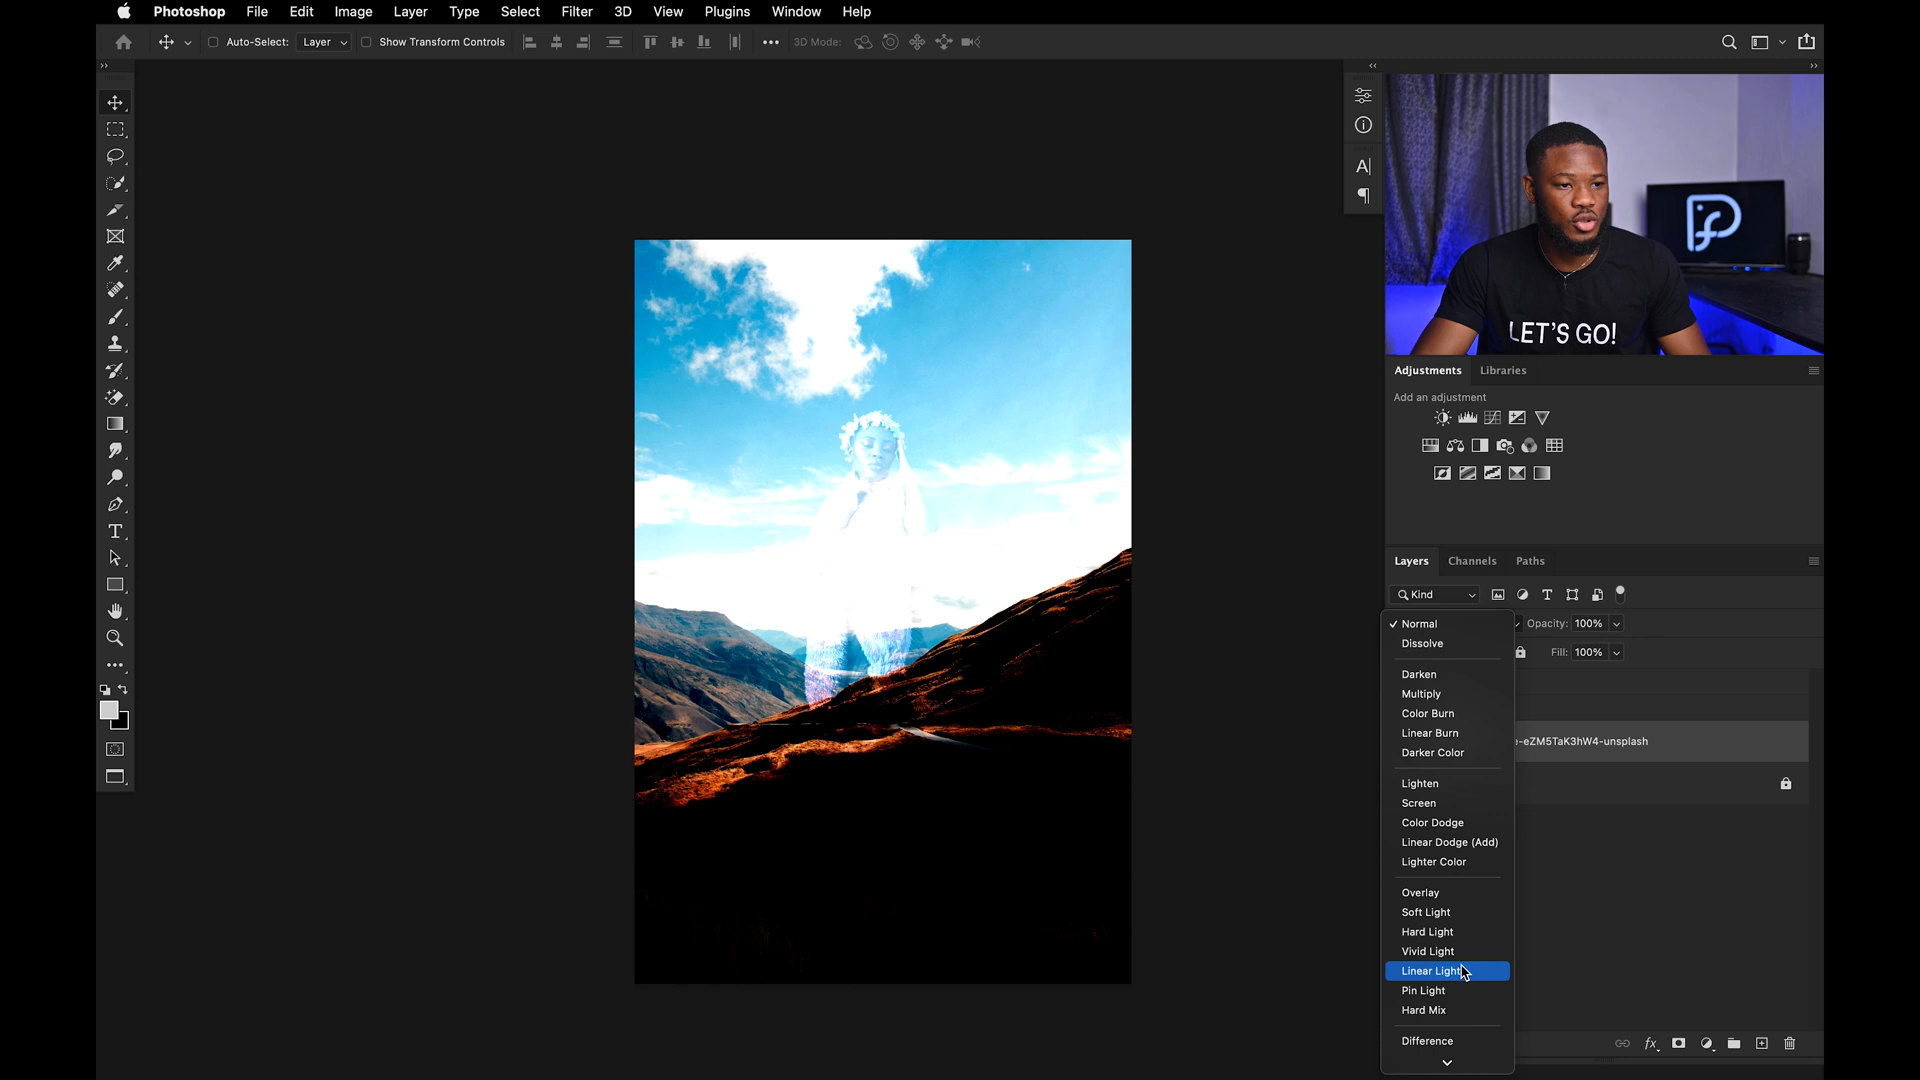 Photoshop File Edit Image Layer Type Select Filter 3D View Plugins Window Help
Auto-Select: Layer Show Transform Controls 3D Mode:
LET'S GO!
Adjustments Libraries
Add an adjustment
Layers Channels Paths
Kind
Normal
Opacity: 100%
Dissolve
Fill: 100%
Darken
Multiply
Color Burn
Linear Burn
Darker Color
e-eZM5TaK3hW4-unsplash
Lighten
Screen
Color Dodge
Linear Dodge (Add)
Lighter Color
Overlay
Soft Light
Hard Light
Vivid Light
Linear Light
Pin Light
Hard Mix
Difference